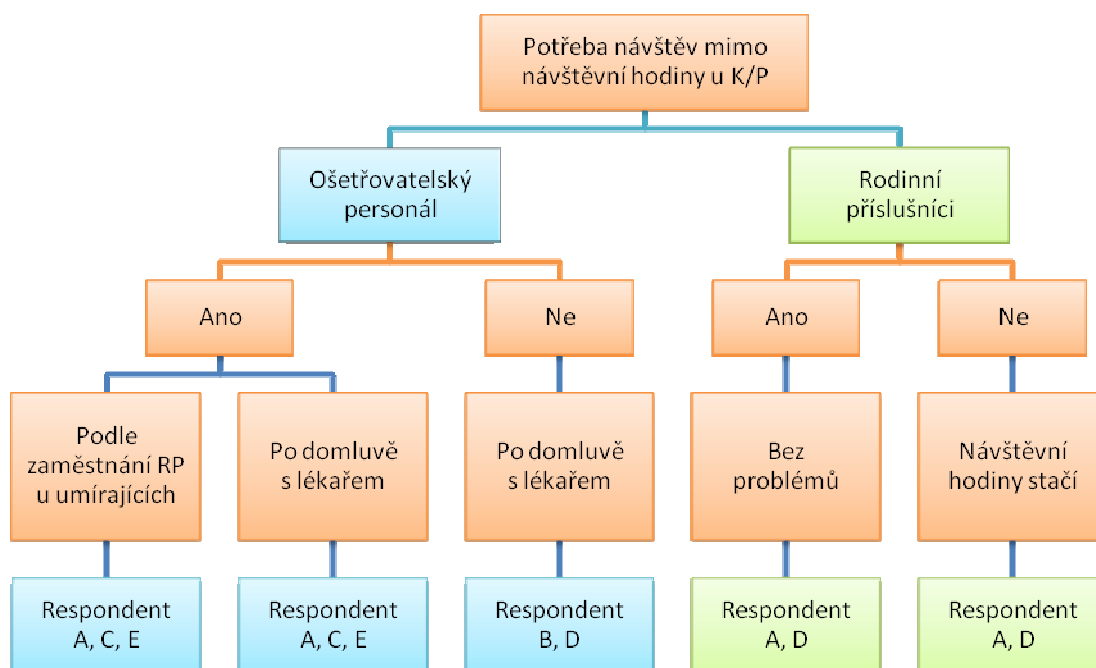 Potřeba návštěv mimo
návštěvní hodiny u K/P
Ošetřovatelský
personál
Rodinní
příslušníci
Ano
Ne
Ano
Ne
Podle
zaměstnání RP
u umírajících
Po domluvě
s lékařem
Po domluvě
s lékařem
Bez
problémů
Návštěvní
hodiny stačí
Respondent
A, C, E
Respondent
A, C, E
Respondent
B, D
Respondent
A, D
Respondent
A, D